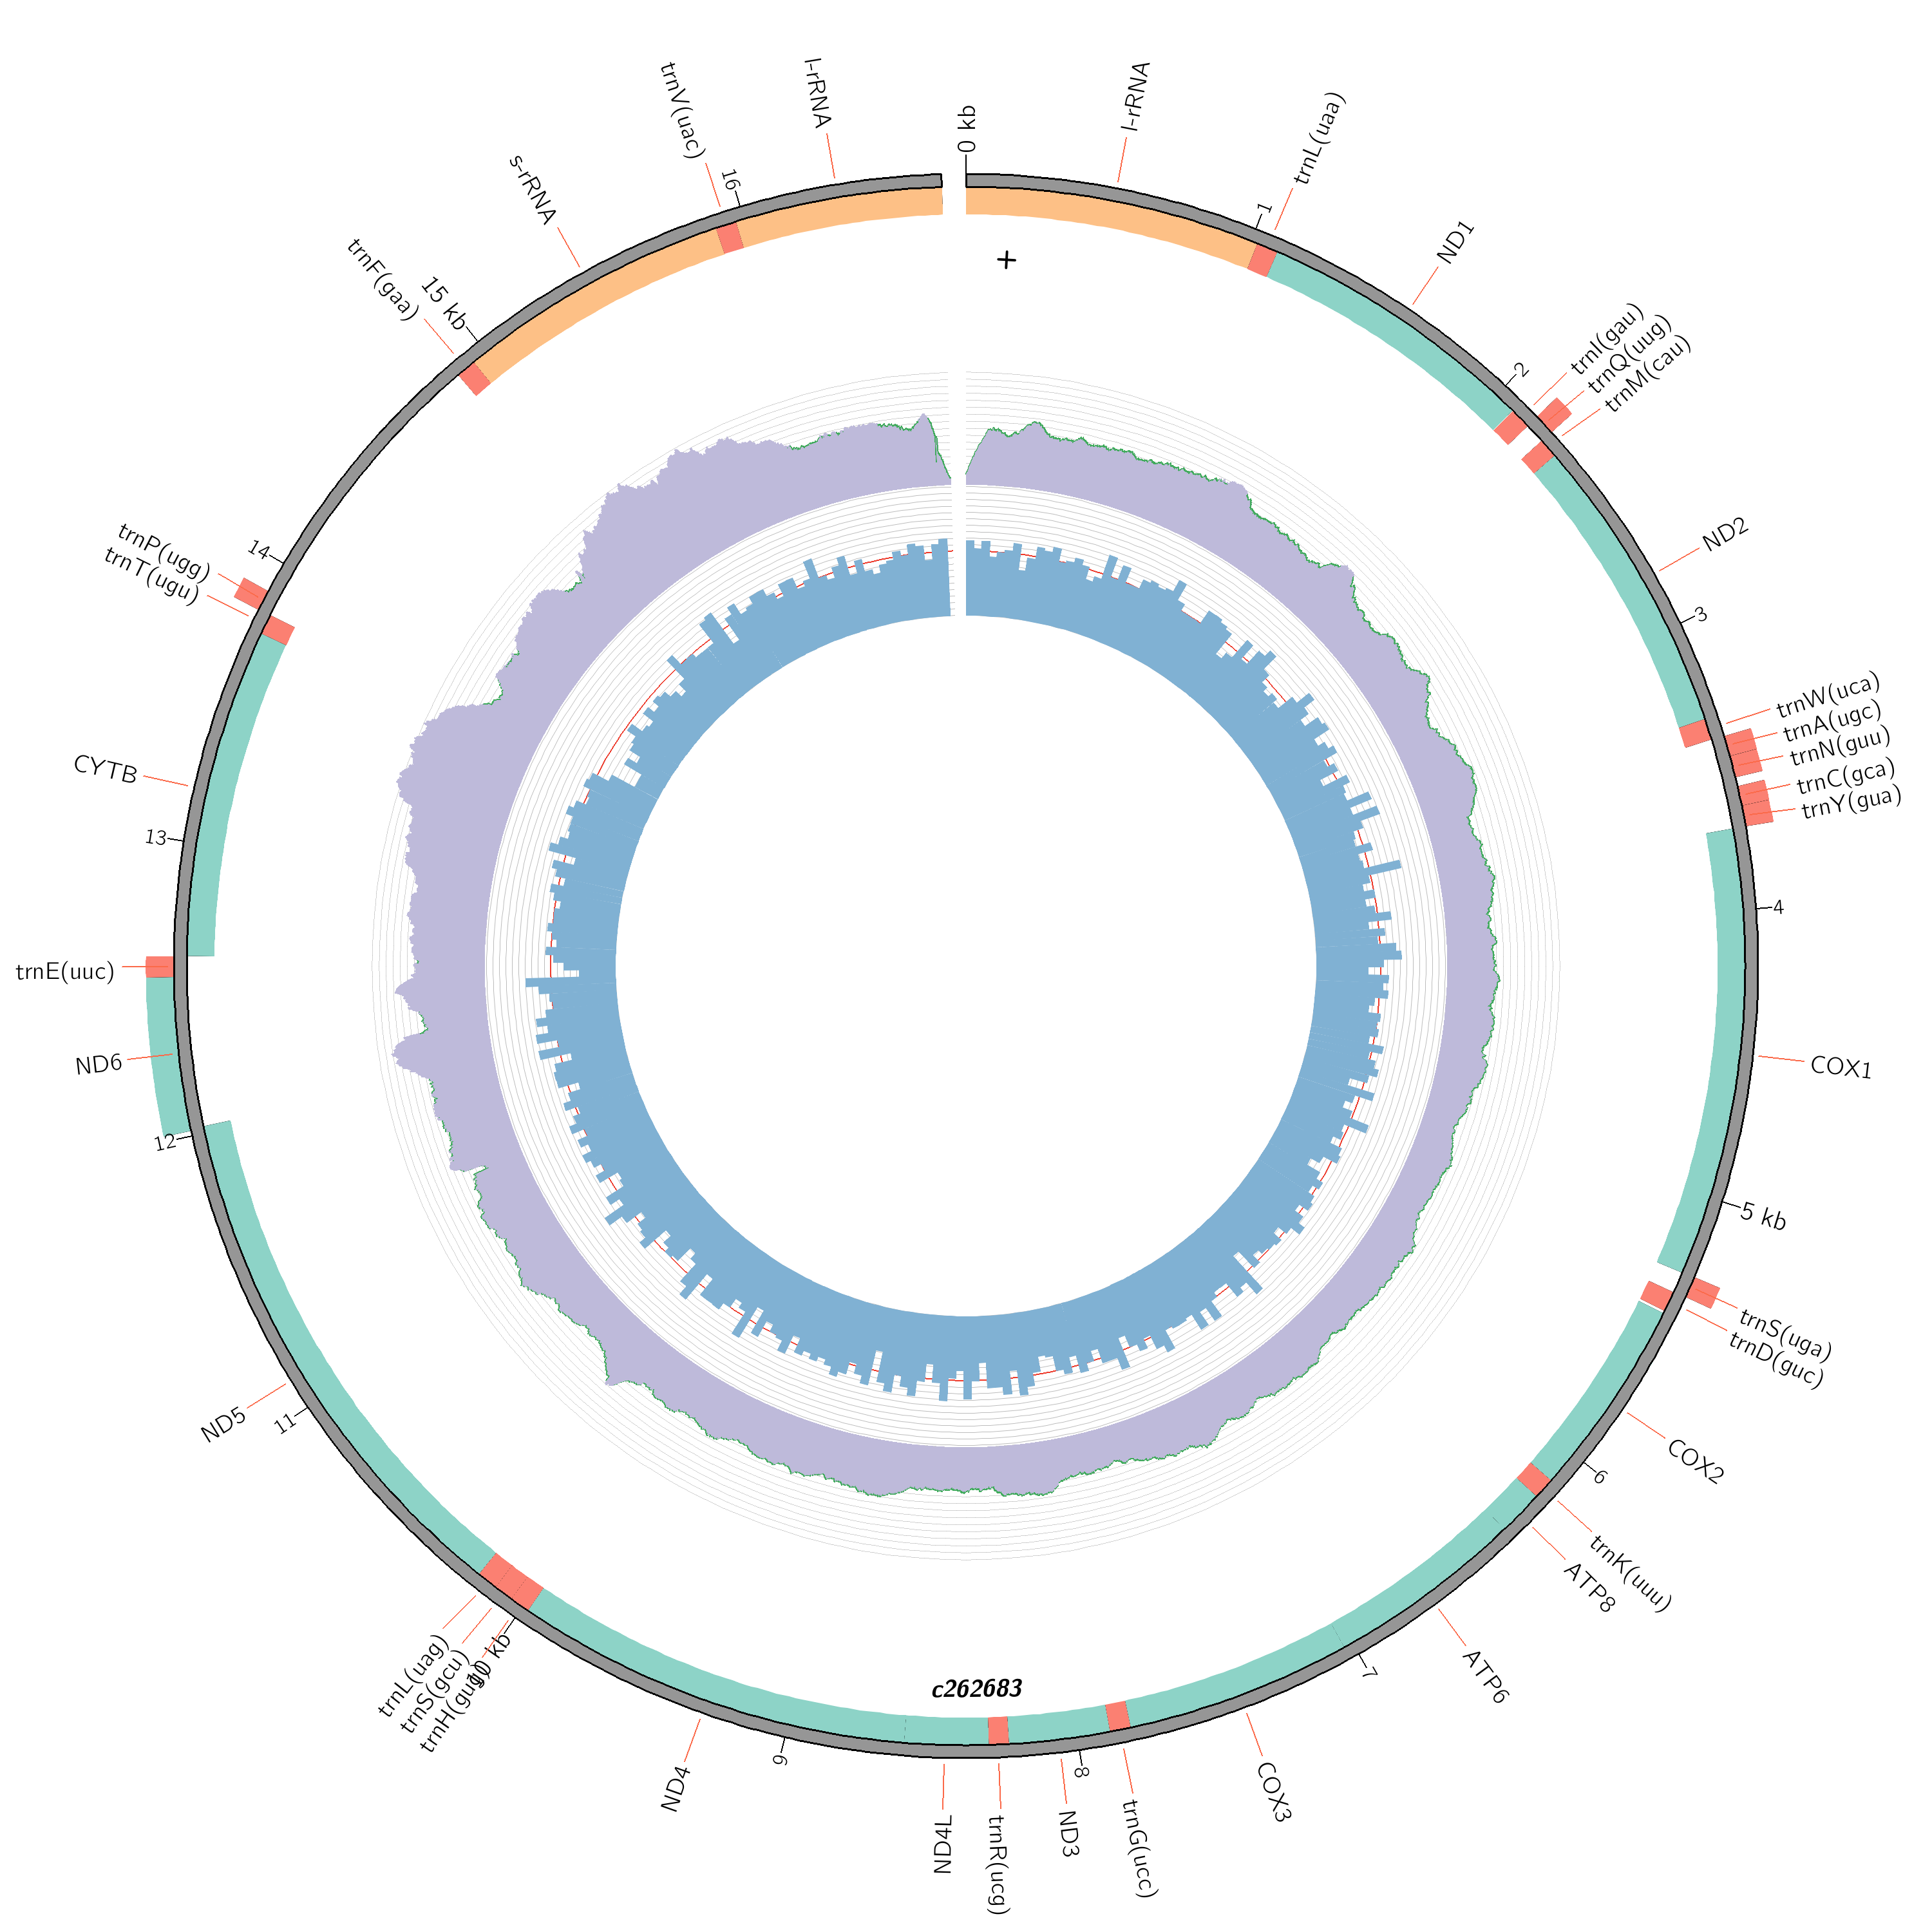 0 kb
l-rRNA
1
trnL(uaa)
ND1
2
trnI(gau)
trnQ(uug)
trnM(cau)
ND2
3
trnW(uca)
trnA(ugc)
trnN(guu)
trnC(gca)
trnY(gua)
4
COX1
5 kb
trnS(uga)
trnD(guc)
COX2
6
trnK(uuu)
ATP8
ATP6
7
COX3
trnG(ucc)
8
ND3
trnR(ucg)
ND4L
9
ND4
10 kb
trnH(gug)
trnS(gcu)
trnL(uag)
11
ND5
12
ND6
trnE(uuc)
13
CYTB
trnT(ugu)
trnP(ugg)
14
trnF(gaa)
15 kb
s-rRNA
trnV(uac)
16
l-rRNA
+
c262683